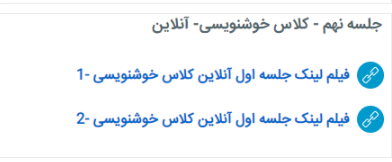 جلسه نهم - کلاس خوشنویسی- آنلاین
فیلم لینک جلسه اول آنلاین کلاس خوشنویسی -1
فیلم لینک جلسه اول آنلاین کلاس خوشنویسی -2